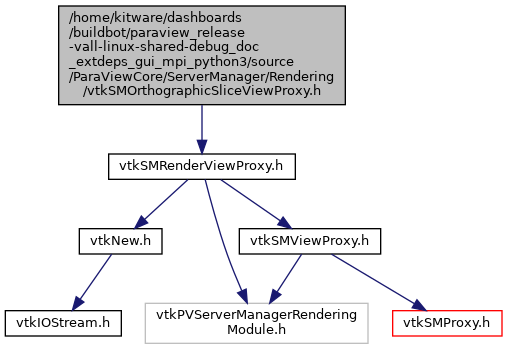 /home/kitware/dashboards
/buildbot/paraview_release
-vall-linux-shared-debug_doc
_extdeps_gui_mpi_python3/source
/ParaViewCore/ServerManager/Rendering
/vtkSMOrthographicSliceViewProxy.h
vtkSMRenderViewProxy.h
vtkNew.h
vtkSMViewProxy.h
vtkIOStream.h
vtkPVServerManagerRendering
Module.h
vtkSMProxy.h